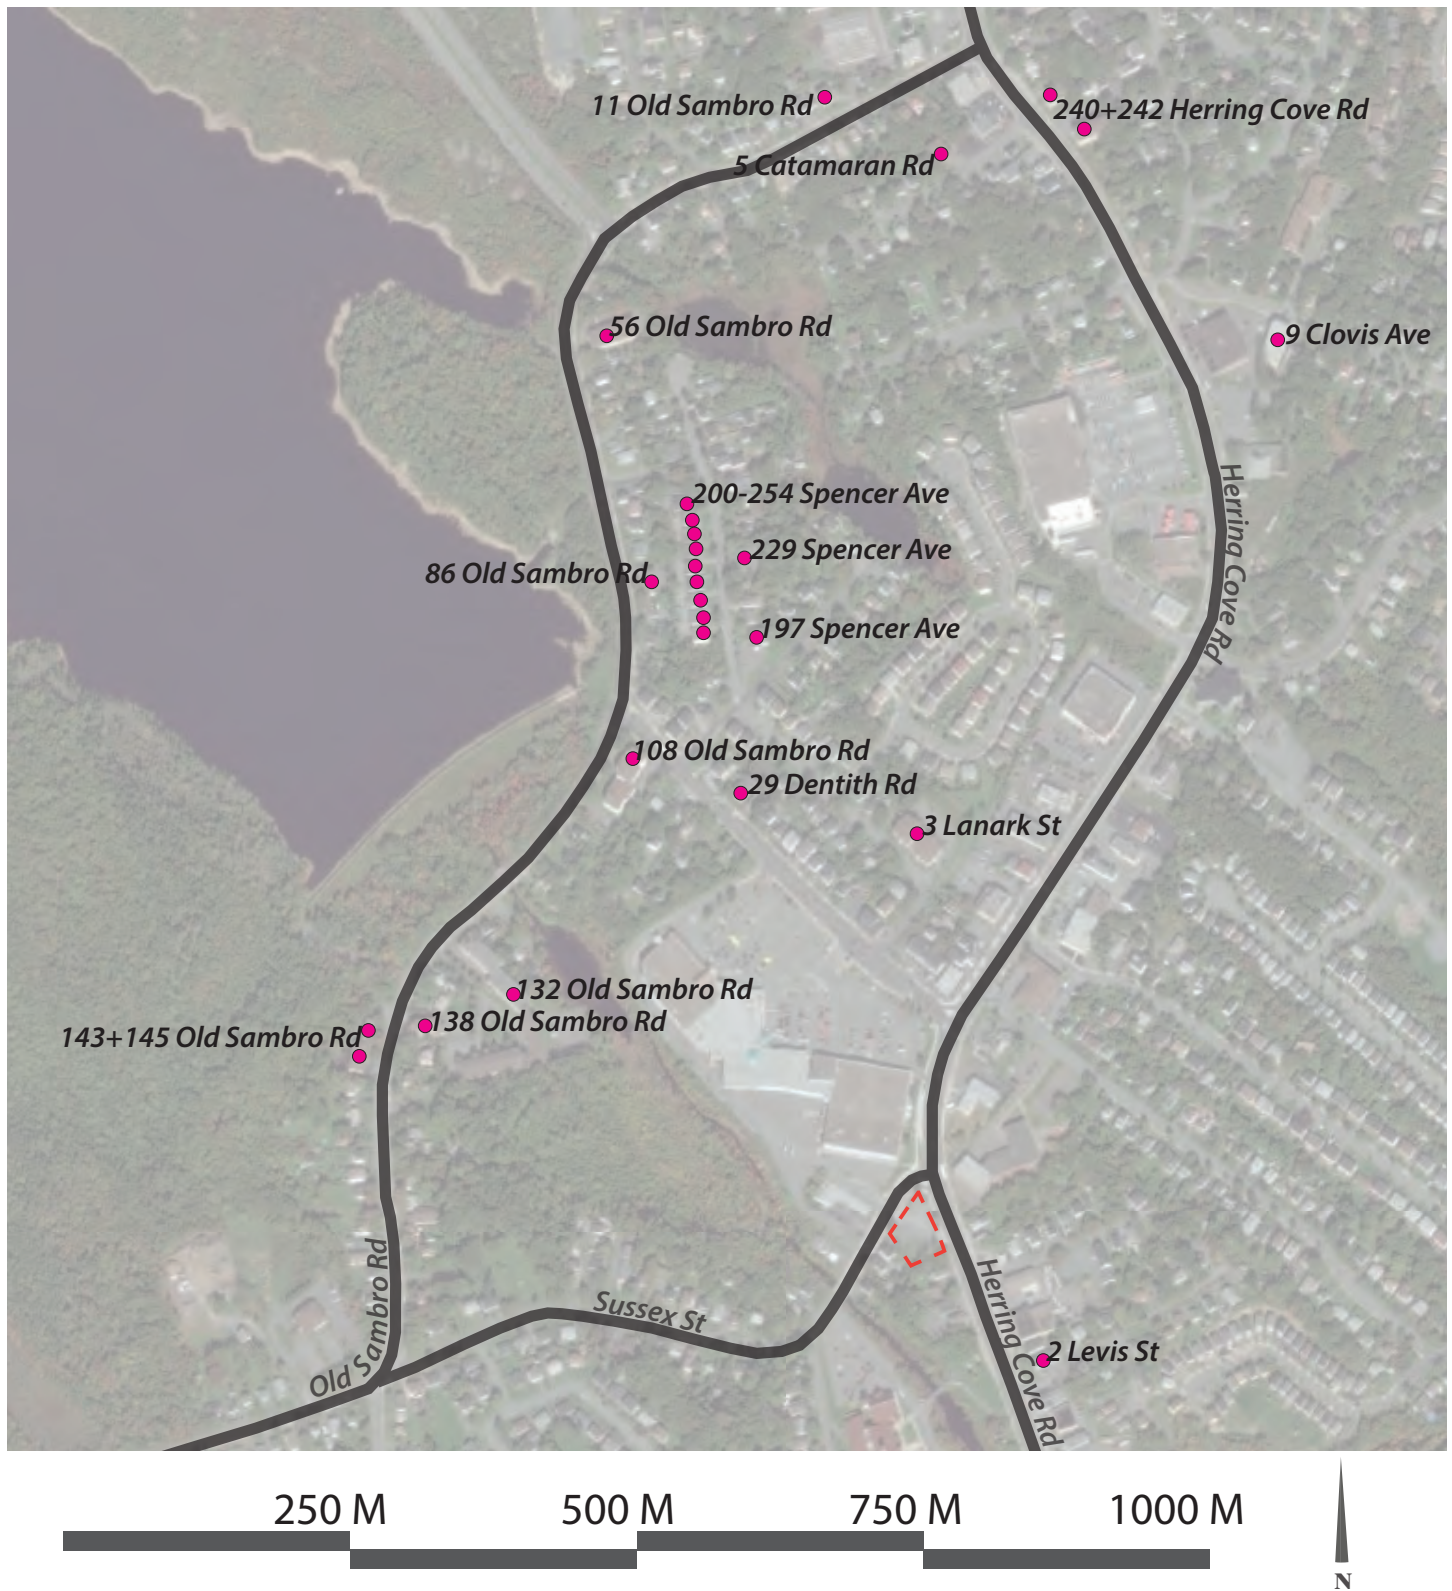 11 Old Sambro Rd
240+242 Herring Cove Rd
5 Catamaran Rd
56 Old Sambro Rd
9 Clovis Ave
200-254 Spencer Ave
Herring Cove Rd
229 Spencer Ave
86 Old Sambro Rd
197 Spencer Ave
108 Old Sambro Rd
29 Dentith Rd
3 Lanark St
132 Old Sambro Rd
138 Old Sambro Rd
143+145 Old Sambro Rd
Old Sambro Rd
Sussex St
Herring Cove Rd
2 Levis St
250 M 500 M 750 M 1000 M
N